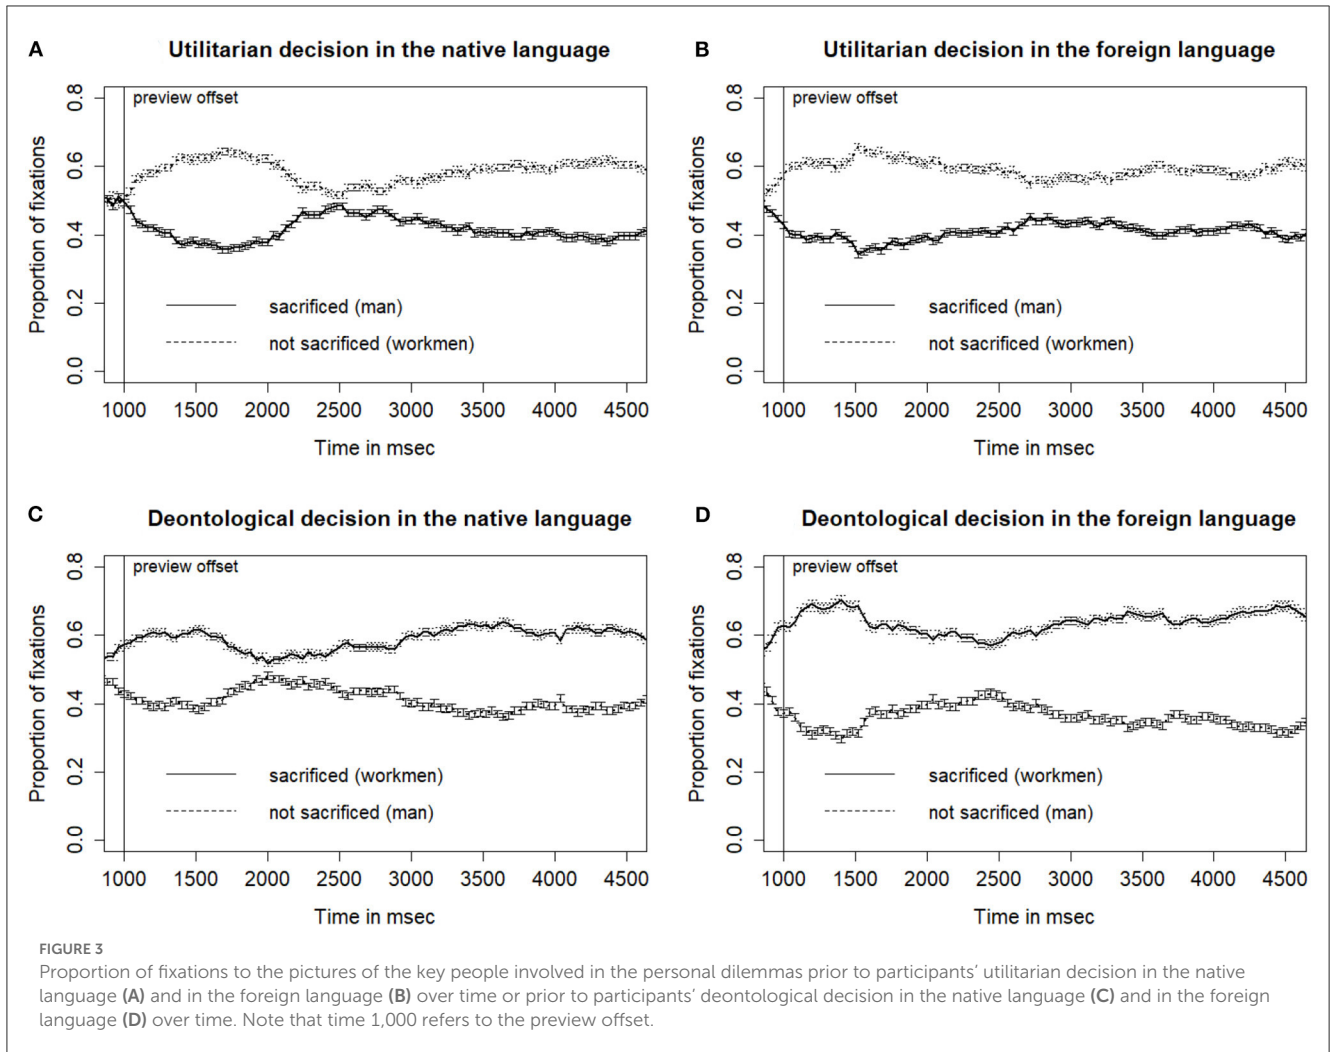 A Utilitarian decision in the native language
preview offset
0.8
0.6
0.4
0.2
0.0
Proportion of fixations
sacrificed (man)
not sacrificed (workmen)
1000 1500 2000 2500 3000 3500 4000 4500
Time in msec
B Utilitarian decision in the foreign language
preview offset
0.8
0.6
0.4
0.2
0.0
Proportion of fixations
sacrificed (man)
not sacrificed (workmen)
1000 1500 2000 2500 3000 3500 4000 4500
Time in msec
C Deontological decision in the native language
preview offset
0.8
0.6
0.4
0.2
0.0
Proportion of fixations
sacrificed (workmen)
not sacrificed (man)
1000 1500 2000 2500 3000 3500 4000 4500
Time in msec
D Deontological decision in the foreign language
preview offset
0.8
0.6
0.4
0.2
0.0
Proportion of fixations
sacrificed (workmen)
not sacrificed (man)
1000 1500 2000 2500 3000 3500 4000 4500
Time in msec
FIGURE 3
Proportion of fixations to the pictures of the key people involved in the personal dilemmas prior to participants' utilitarian decision in the native
language (A) and in the foreign language (B) over time or prior to participants' deontological decision in the native language (C) and in the foreign
language (D) over time. Note that time 1,000 refers to the preview offset.